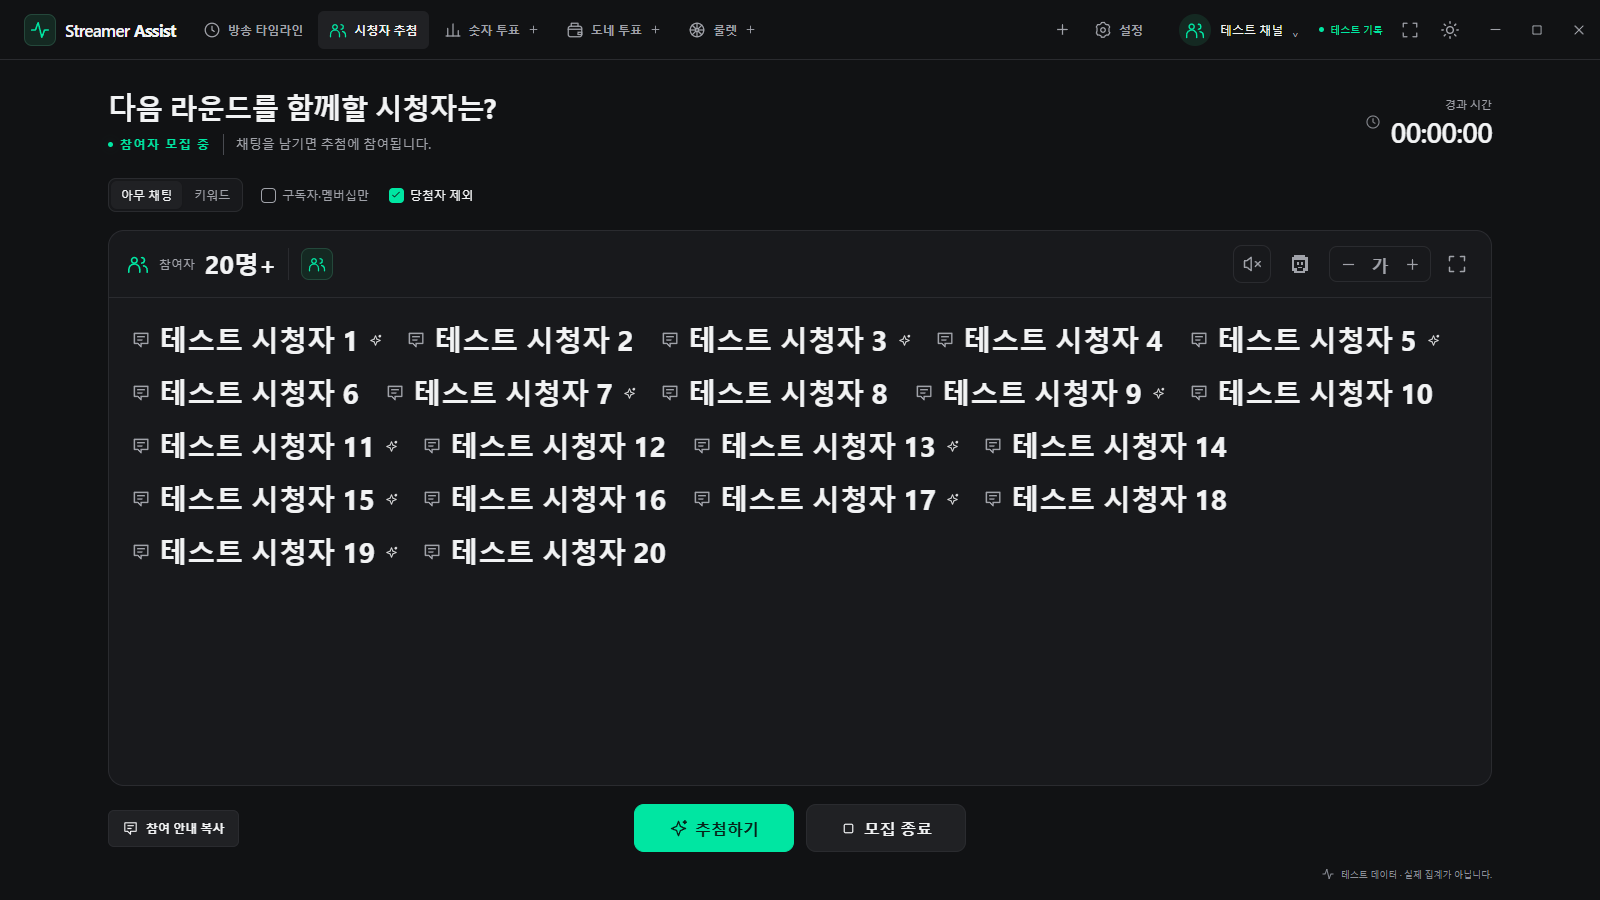 Streamer Assist 방송 타임라인 시청자 추첨 숫자 투표 + 도네 투표 + 룰렛 + + 설정 테스트 채널 테스트 기록
다음 라운드를 함께할 시청자는?
경과 시간
00:00:00
참여자 모집 중 채팅을 남기면 추첨에 참여됩니다.
아무 채팅 키워드 구독자·멤버십만 당첨자 제외
참여자 20명+ − 가 +
테스트 시청자 1 테스트 시청자 2 테스트 시청자 3 테스트 시청자 4 테스트 시청자 5
테스트 시청자 6 테스트 시청자 7 테스트 시청자 8 테스트 시청자 9 테스트 시청자 10
테스트 시청자 11 테스트 시청자 12 테스트 시청자 13 테스트 시청자 14
테스트 시청자 15 테스트 시청자 16 테스트 시청자 17 테스트 시청자 18
테스트 시청자 19 테스트 시청자 20
참여 안내 복사 추첨하기 모집 종료
테스트 데이터 · 실제 집계가 아닙니다.